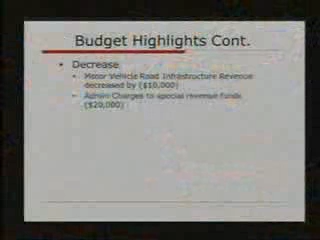 Budget Highlights Cont.
Decrease
Motor Vehicle Road Infrastructure Revenue
decreased by ($10,000)
Admin Charges to special revenue funds
($20,000)